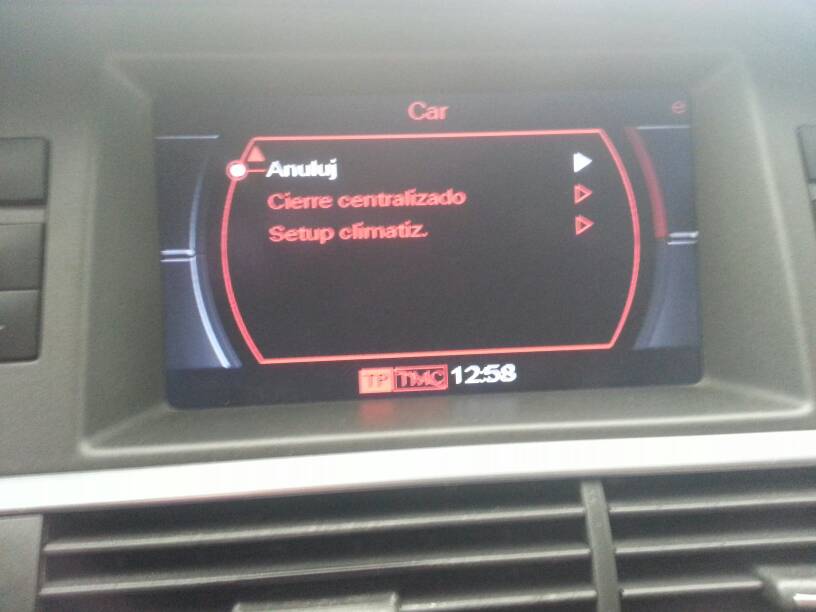 Car
Anuluj
Cierre centralizado
Setup climatiz.
TP TMC 12:58